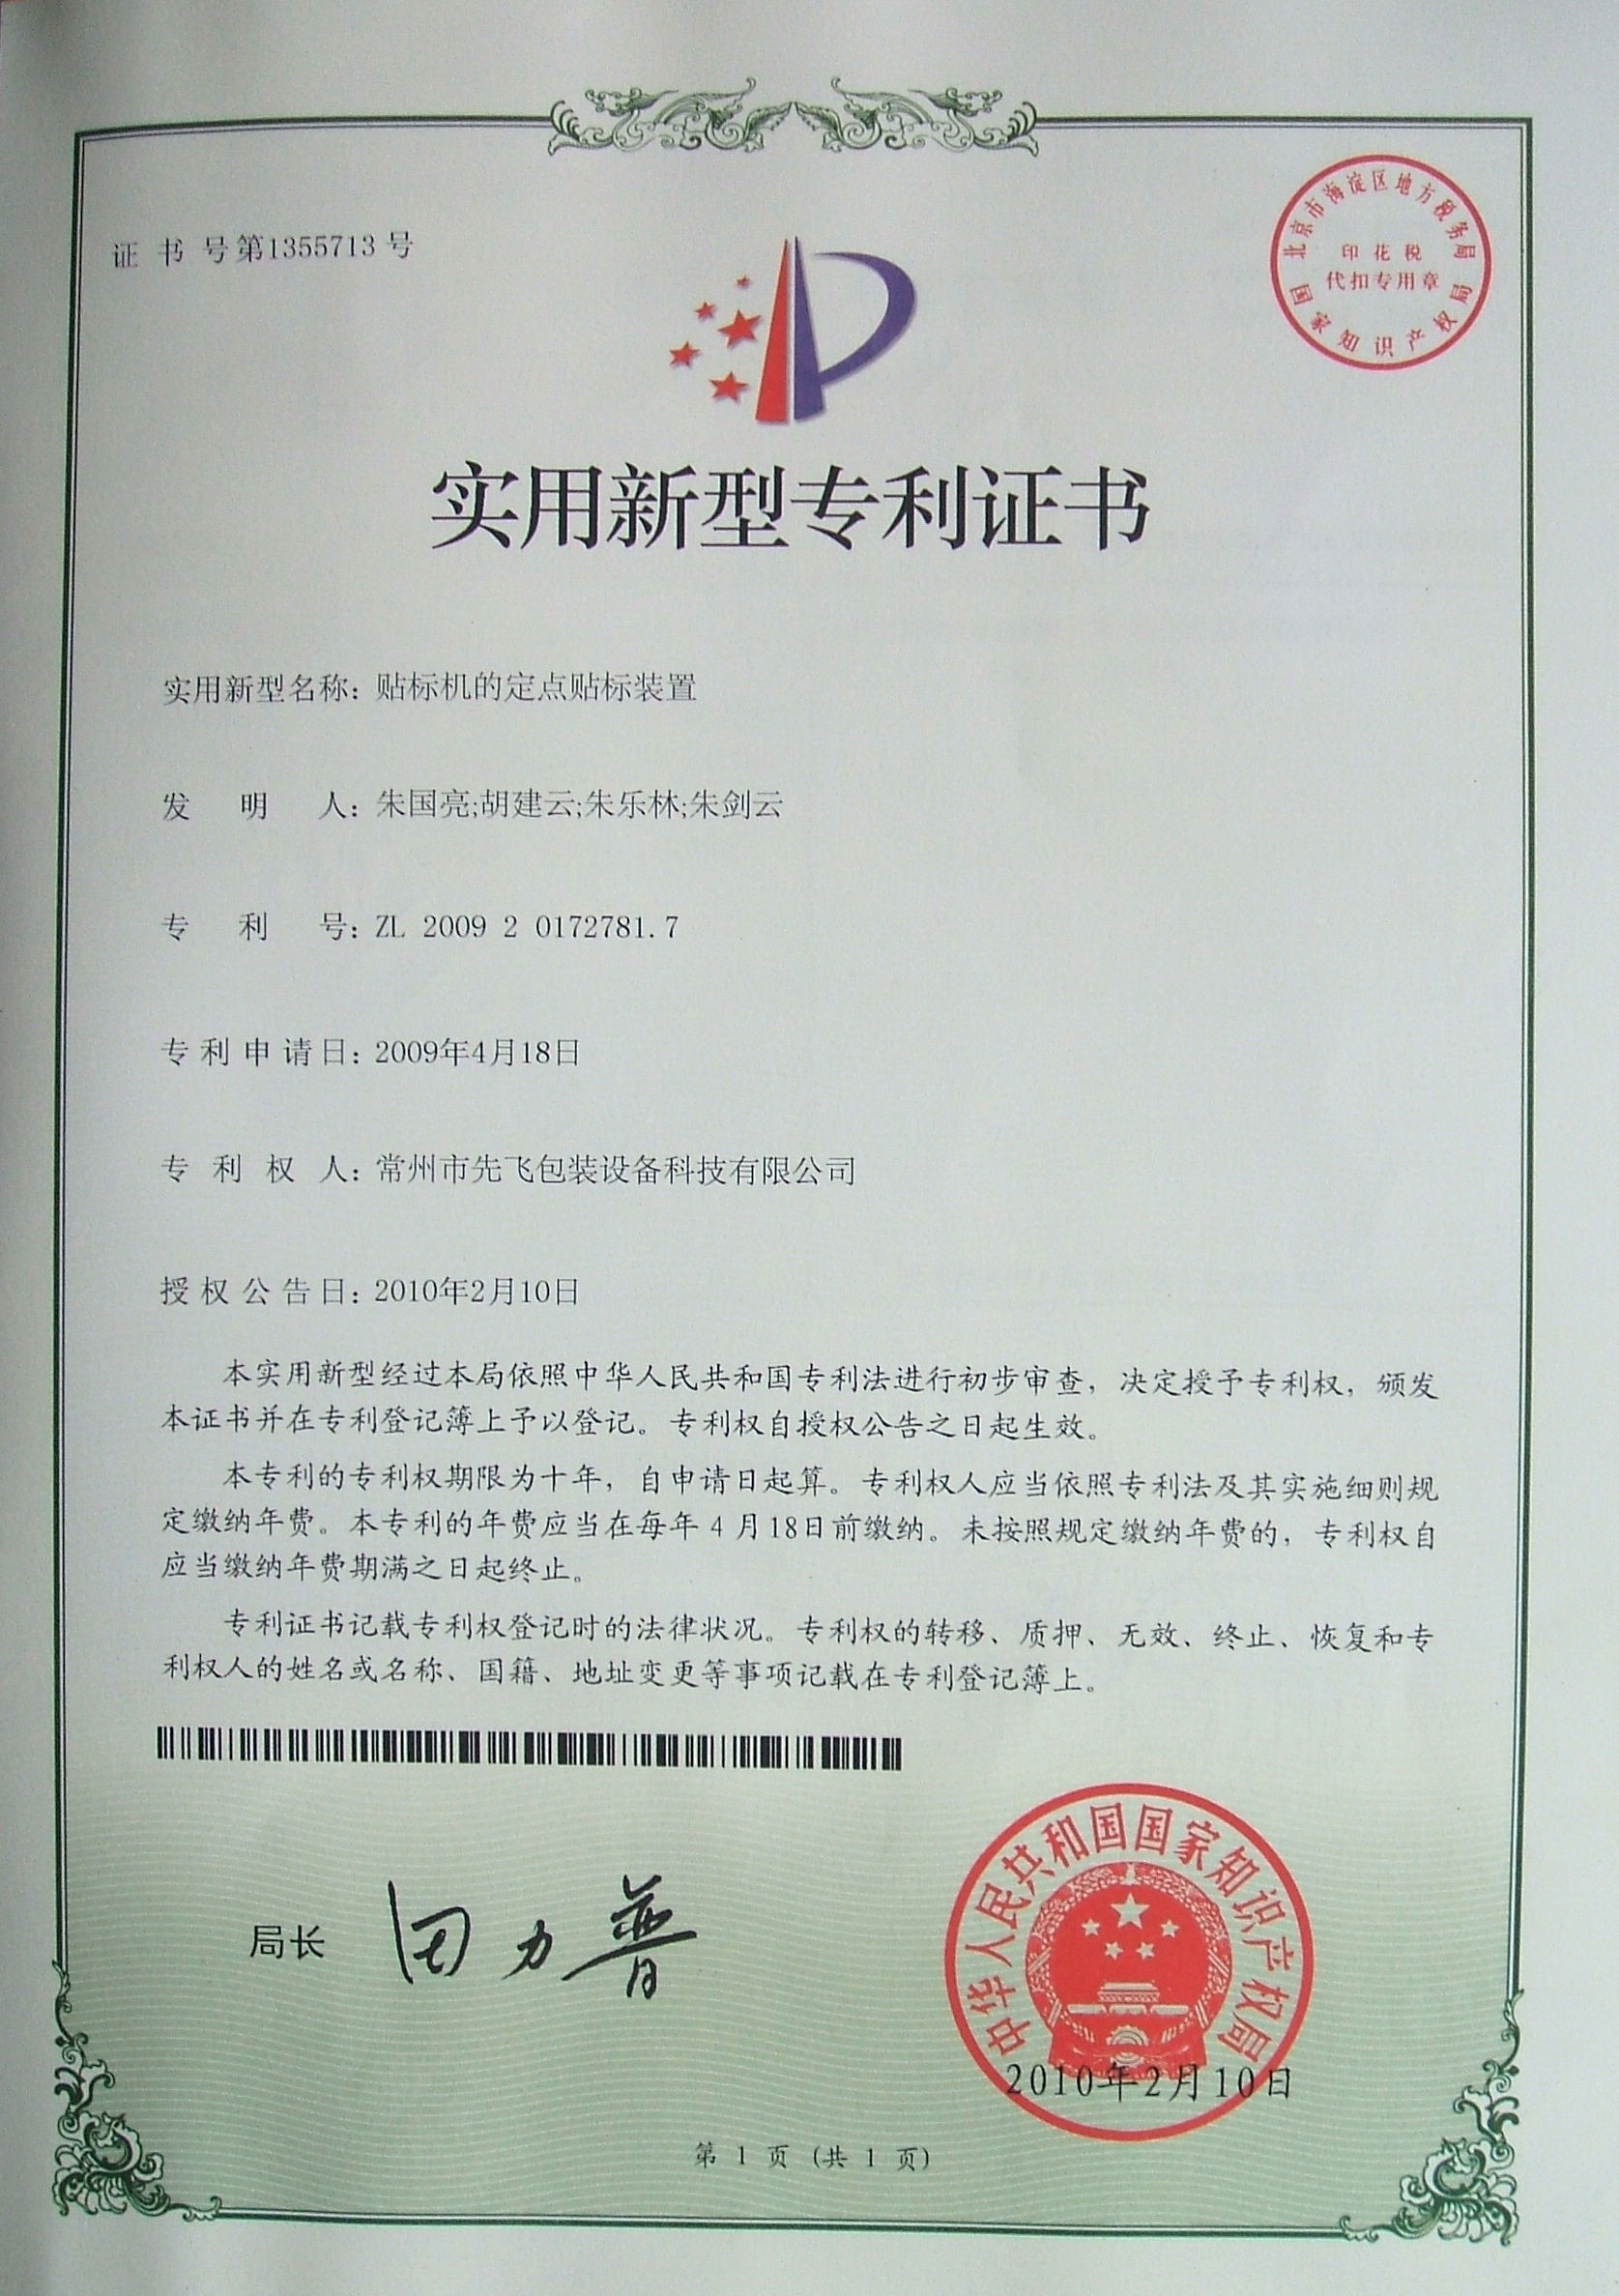 证书号第1355713号
北京市海淀区地方税务局
印花税
代扣专用章
国家知识产权局
实用新型专利证书
实用新型名称：贴标机的定点贴标装置
发明人：朱国亮;胡建云;朱乐林;朱剑云
专利号：ZL 2009 2 0172781.7
专利申请日：2009年4月18日
专利权人：常州市先飞包装设备科技有限公司
授权公告日：2010年2月10日
本实用新型经过本局依照中华人民共和国专利法进行初步审查，决定授予专利权，颁发
本证书并在专利登记簿上予以登记。专利权自授权公告之日起生效。
本专利的专利权期限为十年，自申请日起算。专利权人应当依照专利法及其实施细则规
定缴纳年费。本专利的年费应当在每年4月18日前缴纳。未按照规定缴纳年费的，专利权自
应当缴纳年费期满之日起终止。
专利证书记载专利权登记时的法律状况。专利权的转移、质押、无效、终止、恢复和专
利权人的姓名或名称、国籍、地址变更等事项记载在专利登记簿上。
局长 田力普
中华人民共和国国家知识产权局
2010年2月10日
第 1 页 (共 1 页)